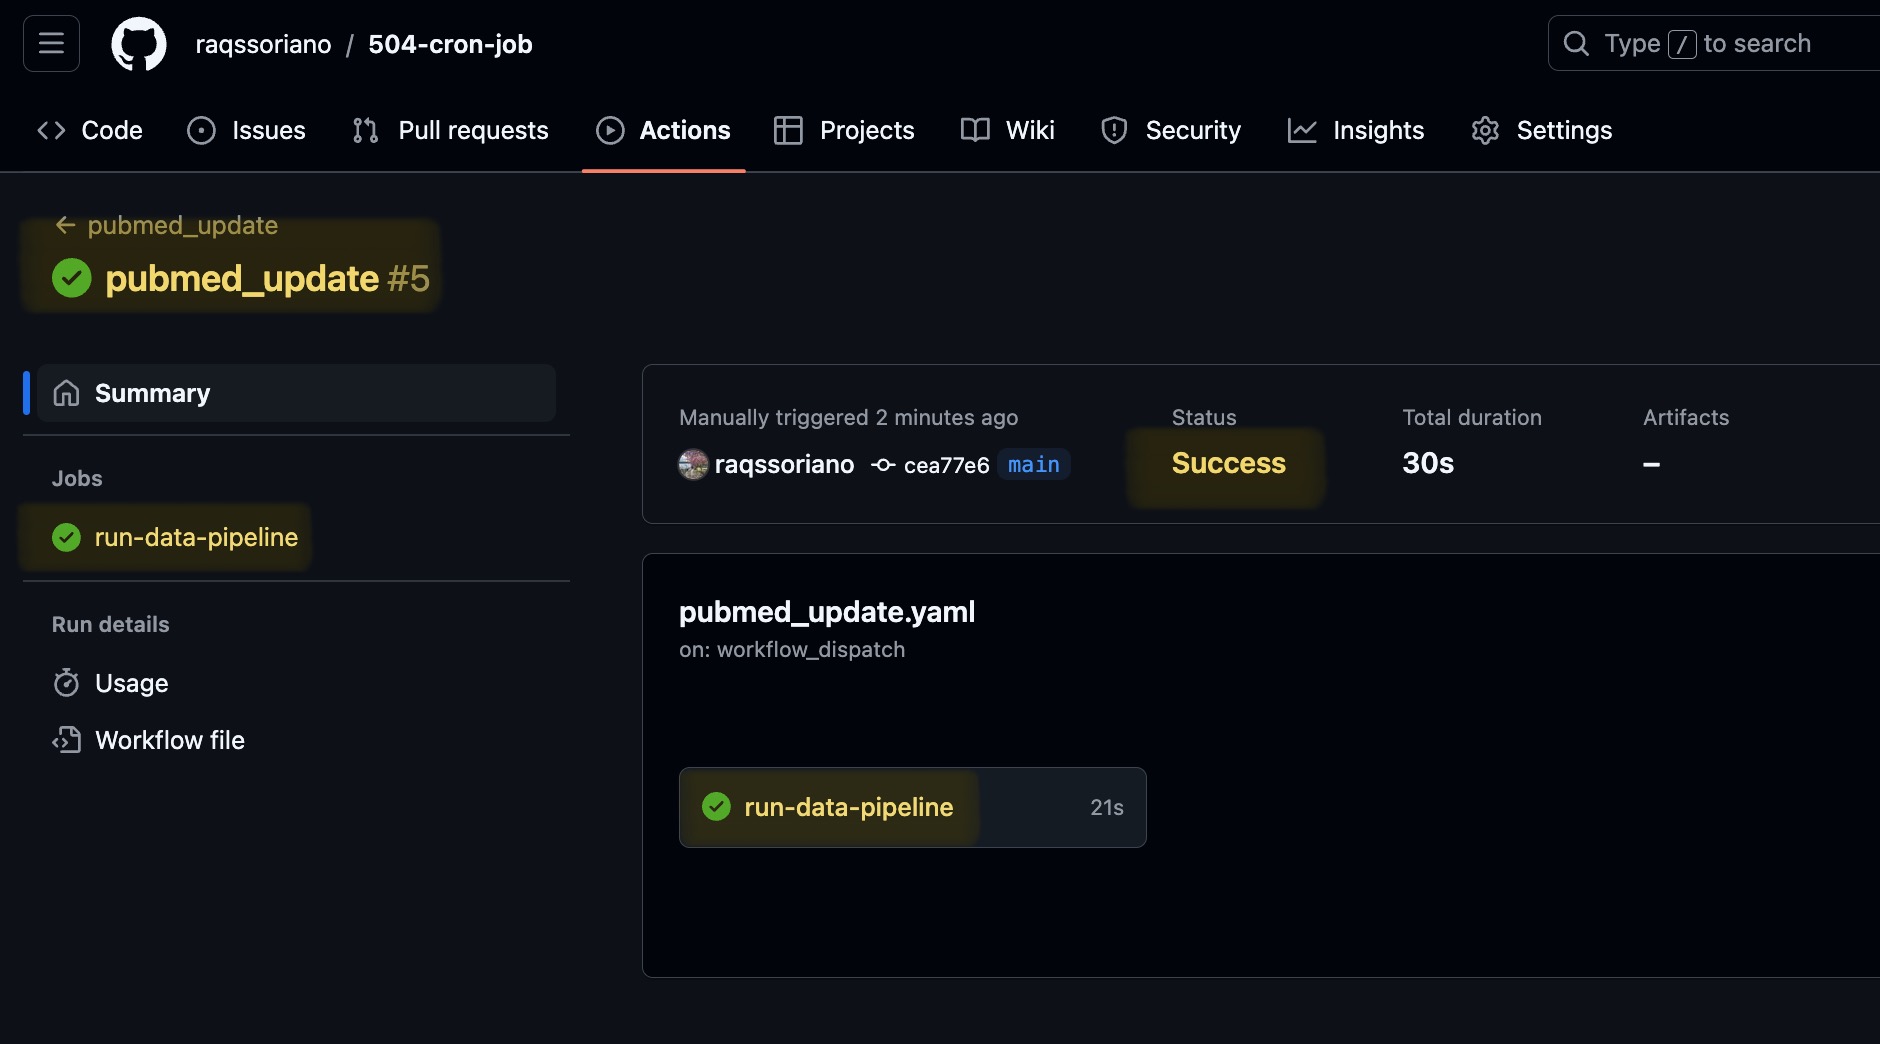 raqssoriano / 504-cron-job
Type / to search
Code Issues Pull requests Actions Projects Wiki Security Insights Settings
← pubmed_update
pubmed_update #5
Summary
Jobs
run-data-pipeline
Run details
Usage
Workflow file
Manually triggered 2 minutes ago
raqssoriano cea77e6 main
Status
Success
Total duration
30s
Artifacts
–
pubmed_update.yaml
on: workflow_dispatch
run-data-pipeline 21s